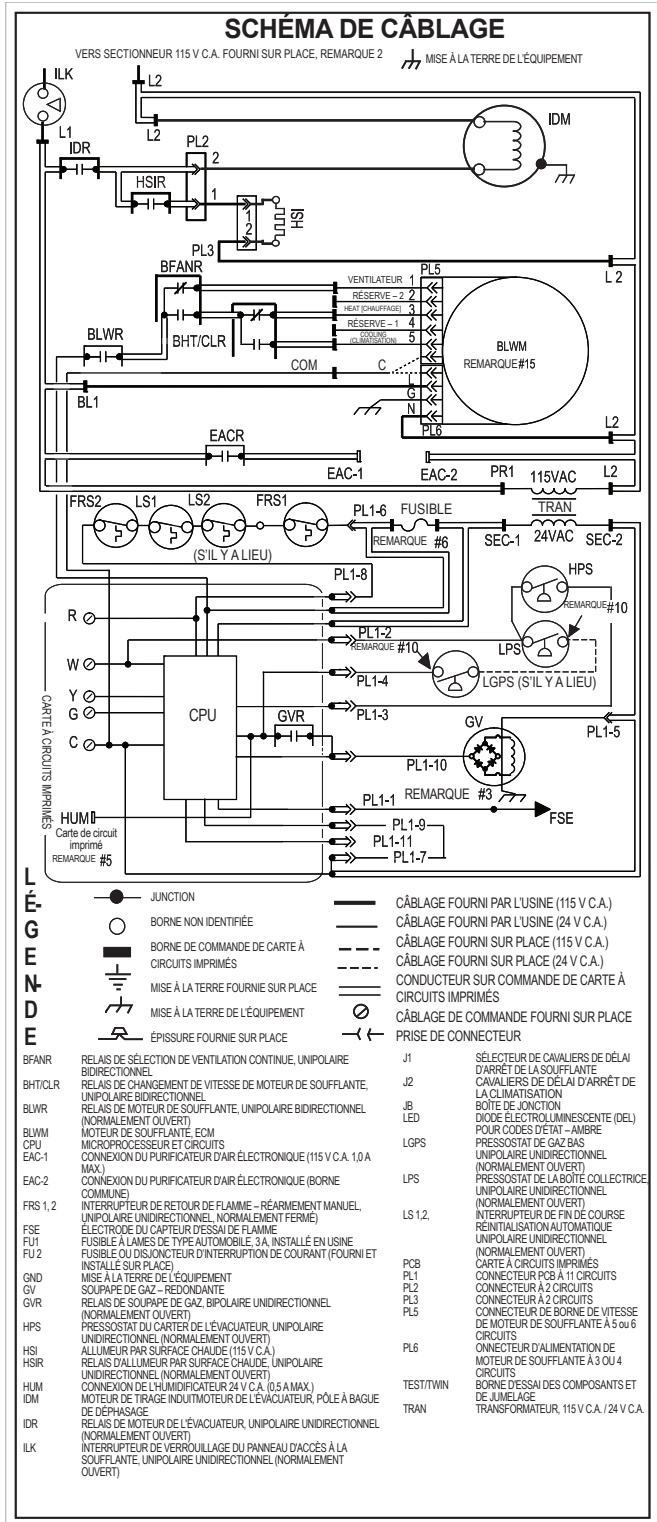 SCHÉMA DE CÂBLAGE
VERS SECTIONNEUR 115 V C.A. FOURNI SUR PLACE, REMARQUE 2
MISE À LA TERRE DE L'ÉQUIPEMENT
ILK
L2
L2
IDM
L1
IDR
PL2
2
HSIR
1
1
2
HSI
PL3
L 2
BFANR
VENTILATEUR 1
PL5
RÉSERVE – 2 2
HEAT [CHAUFFAGE] 3
RÉSERVE – 1 4
COOLING
(CLIMATISATION) 5
BLWR
BHT/CLR
BLWM
REMARQUE#15
COM
C
L
BL1
G
N
PL6
L2
EACR
EAC-1
EAC-2
PR1
115VAC
L2
FRS2
LS1
LS2
FRS1
PL1-6
FUSIBLE
TRAN
24VAC
(S'IL Y A LIEU)
REMARQUE #6
SEC-1
SEC-2
PL1-8
HPS
R
REMARQUE#10
PL1-2
REMARQUE #10
LPS
W
PL1-4
LGPS (S'IL Y A LIEU)
Y
G
CPU
PL1-3
GVR
GV
C
PL1-5
CARTE À CIRCUITS IMPRIMÉS
PL1-10
REMARQUE #3
PL1-1
FSE
HUM
Carte de circuit
imprimé
REMARQUE #5
PL1-9
PL1-11
PL1-7
LÉ-GEN-DE
JUNCTION
BORNE NON IDENTIFIÉE
BORNE DE COMMANDE DE CARTE À
CIRCUITS IMPRIMÉS
MISE À LA TERRE FOURNIE SUR PLACE
MISE À LA TERRE DE L'ÉQUIPEMENT
ÉPISSURE FOURNIE SUR PLACE
CÂBLAGE FOURNI PAR L'USINE (115 V C.A.)
CÂBLAGE FOURNI PAR L'USINE (24 V C.A.)
CÂBLAGE FOURNI SUR PLACE (115 V C.A.)
CÂBLAGE FOURNI SUR PLACE (24 V C.A.)
CONDUCTEUR SUR COMMANDE DE CARTE À
CIRCUITS IMPRIMÉS
CÂBLAGE DE COMMANDE FOURNI SUR PLACE
PRISE DE CONNECTEUR
BFANR RELAIS DE SÉLECTION DE VENTILATION CONTINUE, UNIPOLAIRE
BIDIRECTIONNEL
BHT/CLR RELAIS DE CHANGEMENT DE VITESSE DE MOTEUR DE SOUFFLANTE,
UNIPOLAIRE BIDIRECTIONNEL
BLWR RELAIS DE MOTEUR DE SOUFFLANTE, UNIPOLAIRE BIDIRECTIONNEL
(NORMALEMENT OUVERT)
BLWM MOTEUR DE SOUFFLANTE, ECM
CPU MICROPROCESSEUR ET CIRCUITS
EAC-1 CONNEXION DU PURIFICATEUR D'AIR ÉLECTRONIQUE (115 V C.A. 1,0 A
MAX.)
EAC-2 CONNEXION DU PURIFICATEUR D'AIR ÉLECTRONIQUE (BORNE
COMMUNE)
FRS 1, 2 INTERRUPTEUR DE RETOUR DE FLAMME – RÉARMEMENT MANUEL,
UNIPOLAIRE UNIDIRECTIONNEL, NORMALEMENT FERMÉ)
FSE ÉLECTRODE DU CAPTEUR D'ESSAI DE FLAMME
FU1 FUSIBLE À LAMES DE TYPE AUTOMOBILE, 3 A, INSTALLÉ EN USINE
FU 2 FUSIBLE OU DISJONCTEUR D'INTERRUPTION DE COURANT (FOURNI ET
INSTALLÉ SUR PLACE)
GND MISE À LA TERRE DE L'ÉQUIPEMENT
GV SOUPAPE DE GAZ – REDONDANTE
GVR RELAIS DE SOUPAPE DE GAZ, BIPOLAIRE UNIDIRECTIONNEL
(NORMALEMENT OUVERT)
HPS PRESSOSTAT DU CARTER DE L'ÉVACUATEUR, UNIPOLAIRE
UNIDIRECTIONNEL (NORMALEMENT OUVERT)
HSI ALLUMEUR PAR SURFACE CHAUDE (115 V C.A.)
HSIR RELAIS D'ALLUMEUR PAR SURFACE CHAUDE, UNIPOLAIRE
UNIDIRECTIONNEL (NORMALEMENT OUVERT)
HUM CONNEXION DE L'HUMIDIFICATEUR 24 V C.A. (0,5 A MAX.)
IDM MOTEUR DE TIRAGE INDUITMOTEUR DE L'ÉVACUATEUR, PÔLE À BAGUE
DE DÉPHASAGE
IDR RELAIS DE MOTEUR DE L'ÉVACUATEUR, UNIPOLAIRE UNIDIRECTIONNEL
(NORMALEMENT OUVERT)
ILK INTERRUPTEUR DE VERROUILLAGE DU PANNEAU D'ACCÈS À LA
SOUFFLANTE, UNIPOLAIRE UNIDIRECTIONNEL (NORMALEMENT
OUVERT)
J1 SÉLECTEUR DE CAVALIERS DE DÉLAI
D'ARRÊT DE LA SOUFFLANTE
J2 CAVALIERS DE DÉLAI D'ARRÊT DE
LA CLIMATISATION
JB BOÎTE DE JONCTION
LED DIODE ÉLECTROLUMINESCENTE (DEL)
POUR CODES D'ÉTAT – AMBRE
LGPS PRESSOSTAT DE GAZ BAS
UNIPOLAIRE UNIDIRECTIONNEL
(NORMALEMENT OUVERT)
LPS PRESSOSTAT DE LA BOÎTE COLLECTRICE,
UNIPOLAIRE UNIDIRECTIONNEL
(NORMALEMENT OUVERT)
LS 1,2, INTERRUPTEUR DE FIN DE COURSE
RÉINITIALISATION AUTOMATIQUE
UNIPOLAIRE UNIDIRECTIONNEL
(NORMALEMENT OUVERT)
PCB CARTE À CIRCUITS IMPRIMÉS
PL1 CONNECTEUR PCB À 11 CIRCUITS
PL2 CONNECTEUR À 2 CIRCUITS
PL3 CONNECTEUR À 2 CIRCUITS
PL5 CONNECTEUR DE BORNE DE VITESSE
DE MOTEUR DE SOUFFLANTE À 5 ou 6
CIRCUITS
PL6 ONNECTEUR D'ALIMENTATION DE
MOTEUR DE SOUFFLANTE À 3 OU 4
CIRCUITS
TEST/TWIN BORNE D'ESSAI DES COMPOSANTS ET
DE JUMELAGE
TRAN TRANSFORMATEUR, 115 V C.A. / 24 V C.A.